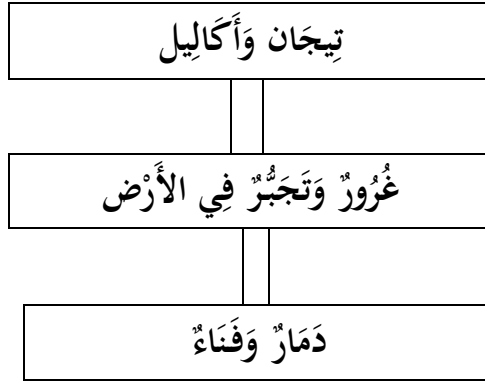 تِيجَان وَأَكَالِيل
غُرُورٌ وَتَجَبُّرٌ فِي الأَرْض
دَمَارٌ وَفَنَاءٌ